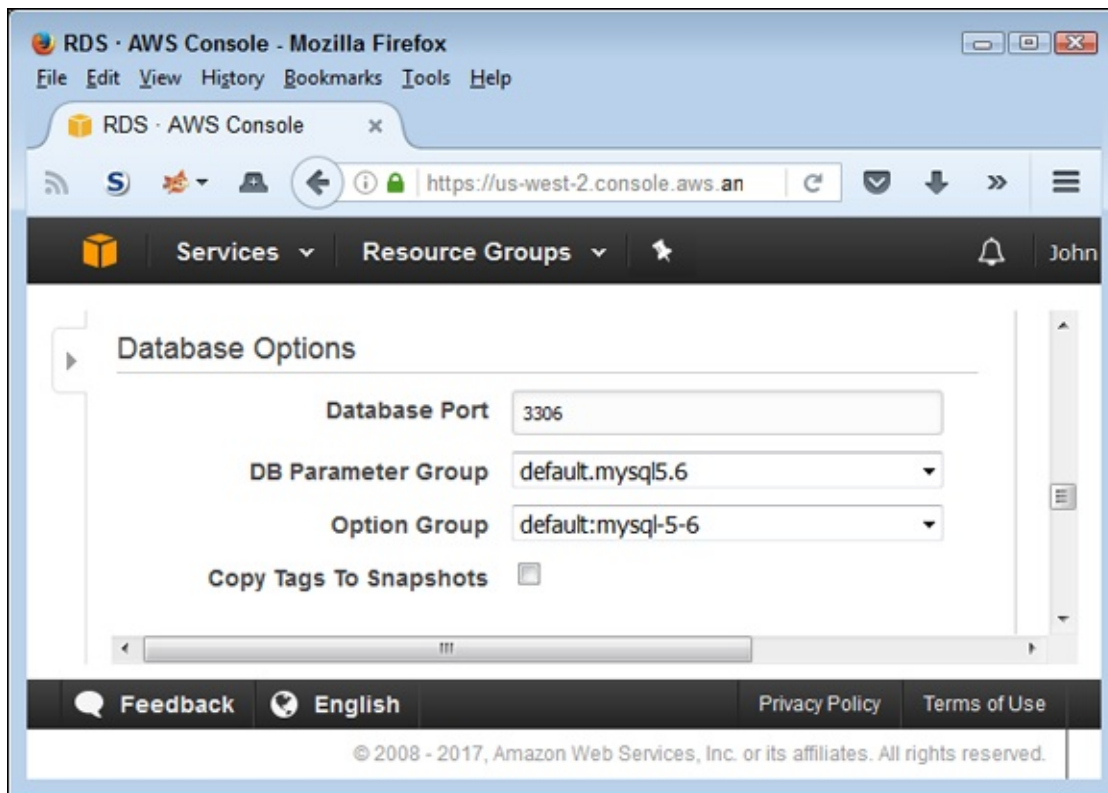 RDS · AWS Console - Mozilla Firefox
File Edit View History Bookmarks Tools Help
RDS · AWS Console
https://us-west-2.console.aws.an
Services Resource Groups John
Database Options
Database Port 3306
DB Parameter Group default.mysql5.6
Option Group default:mysql-5-6
Copy Tags To Snapshots
Feedback English Privacy Policy Terms of Use
© 2008 - 2017, Amazon Web Services, Inc. or its affiliates. All rights reserved.